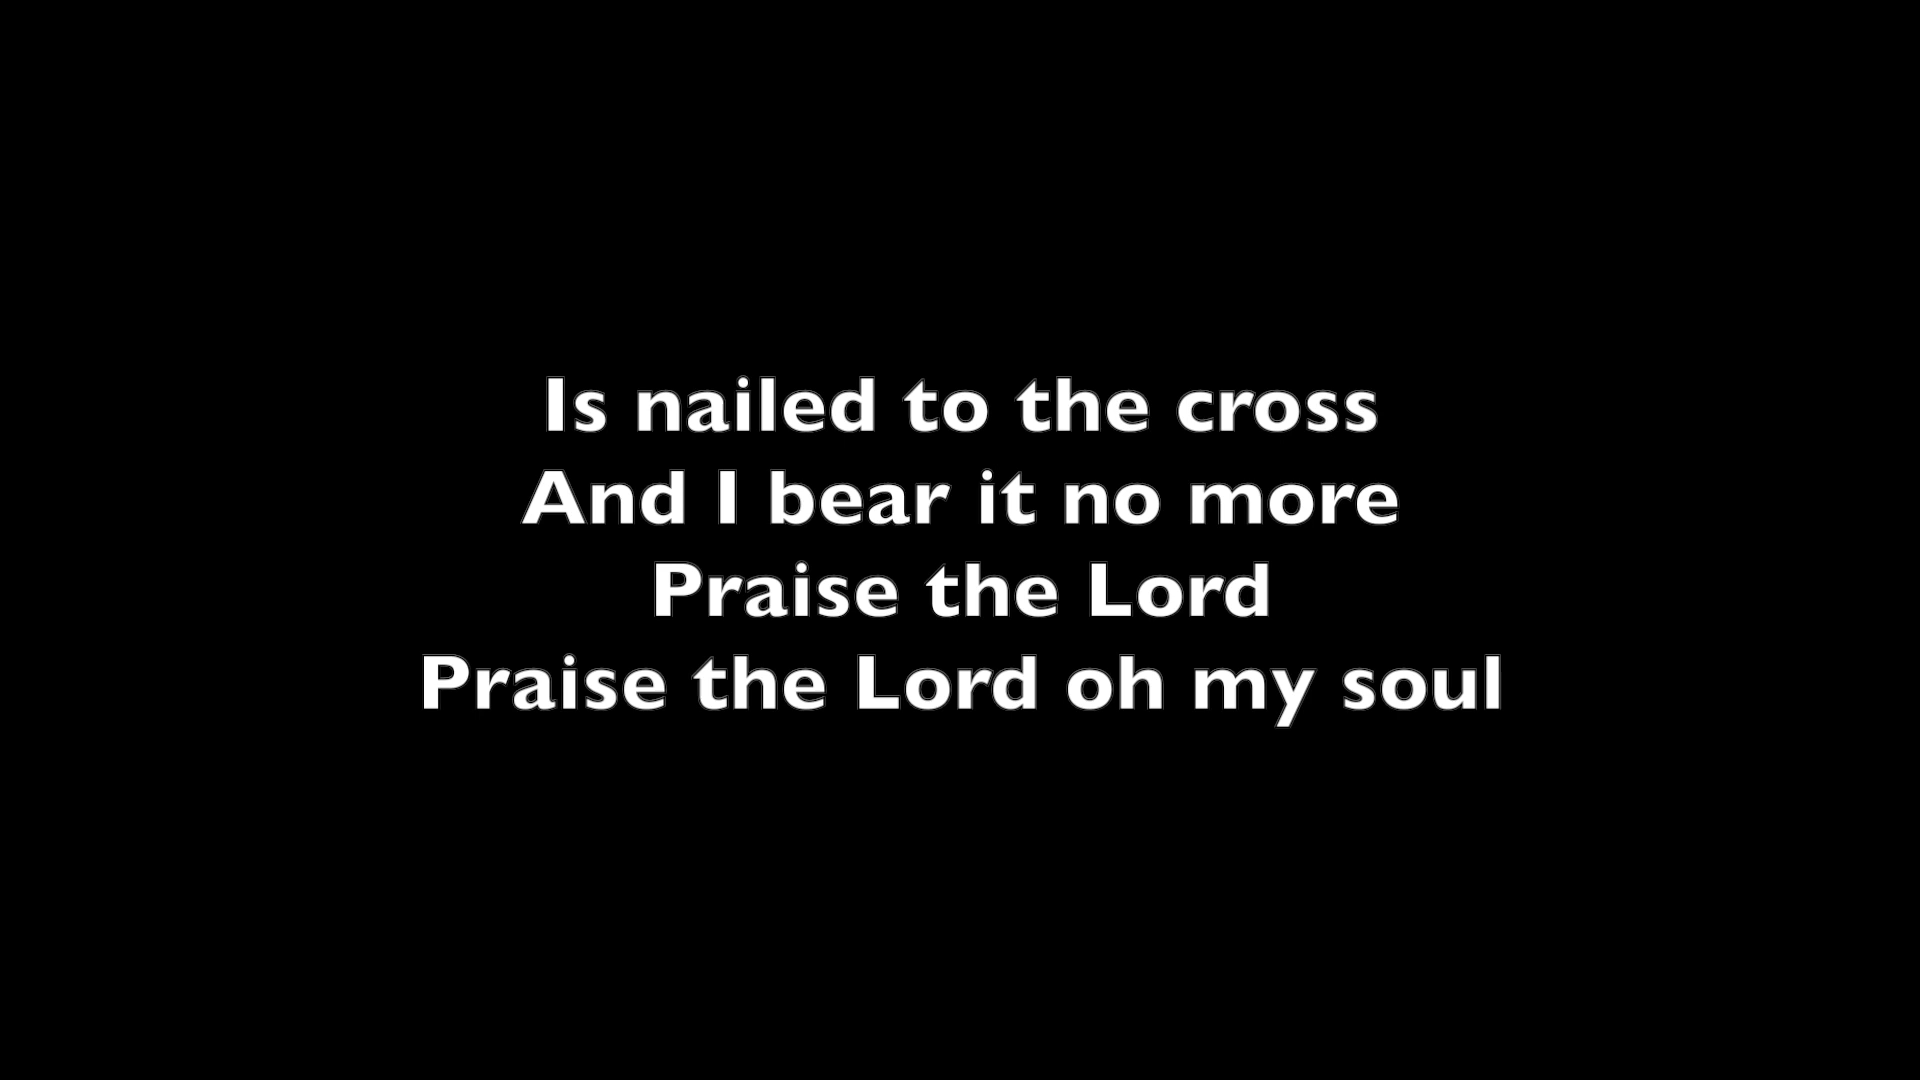 Is nailed to the cross
And I bear it no more
Praise the Lord
Praise the Lord oh my soul